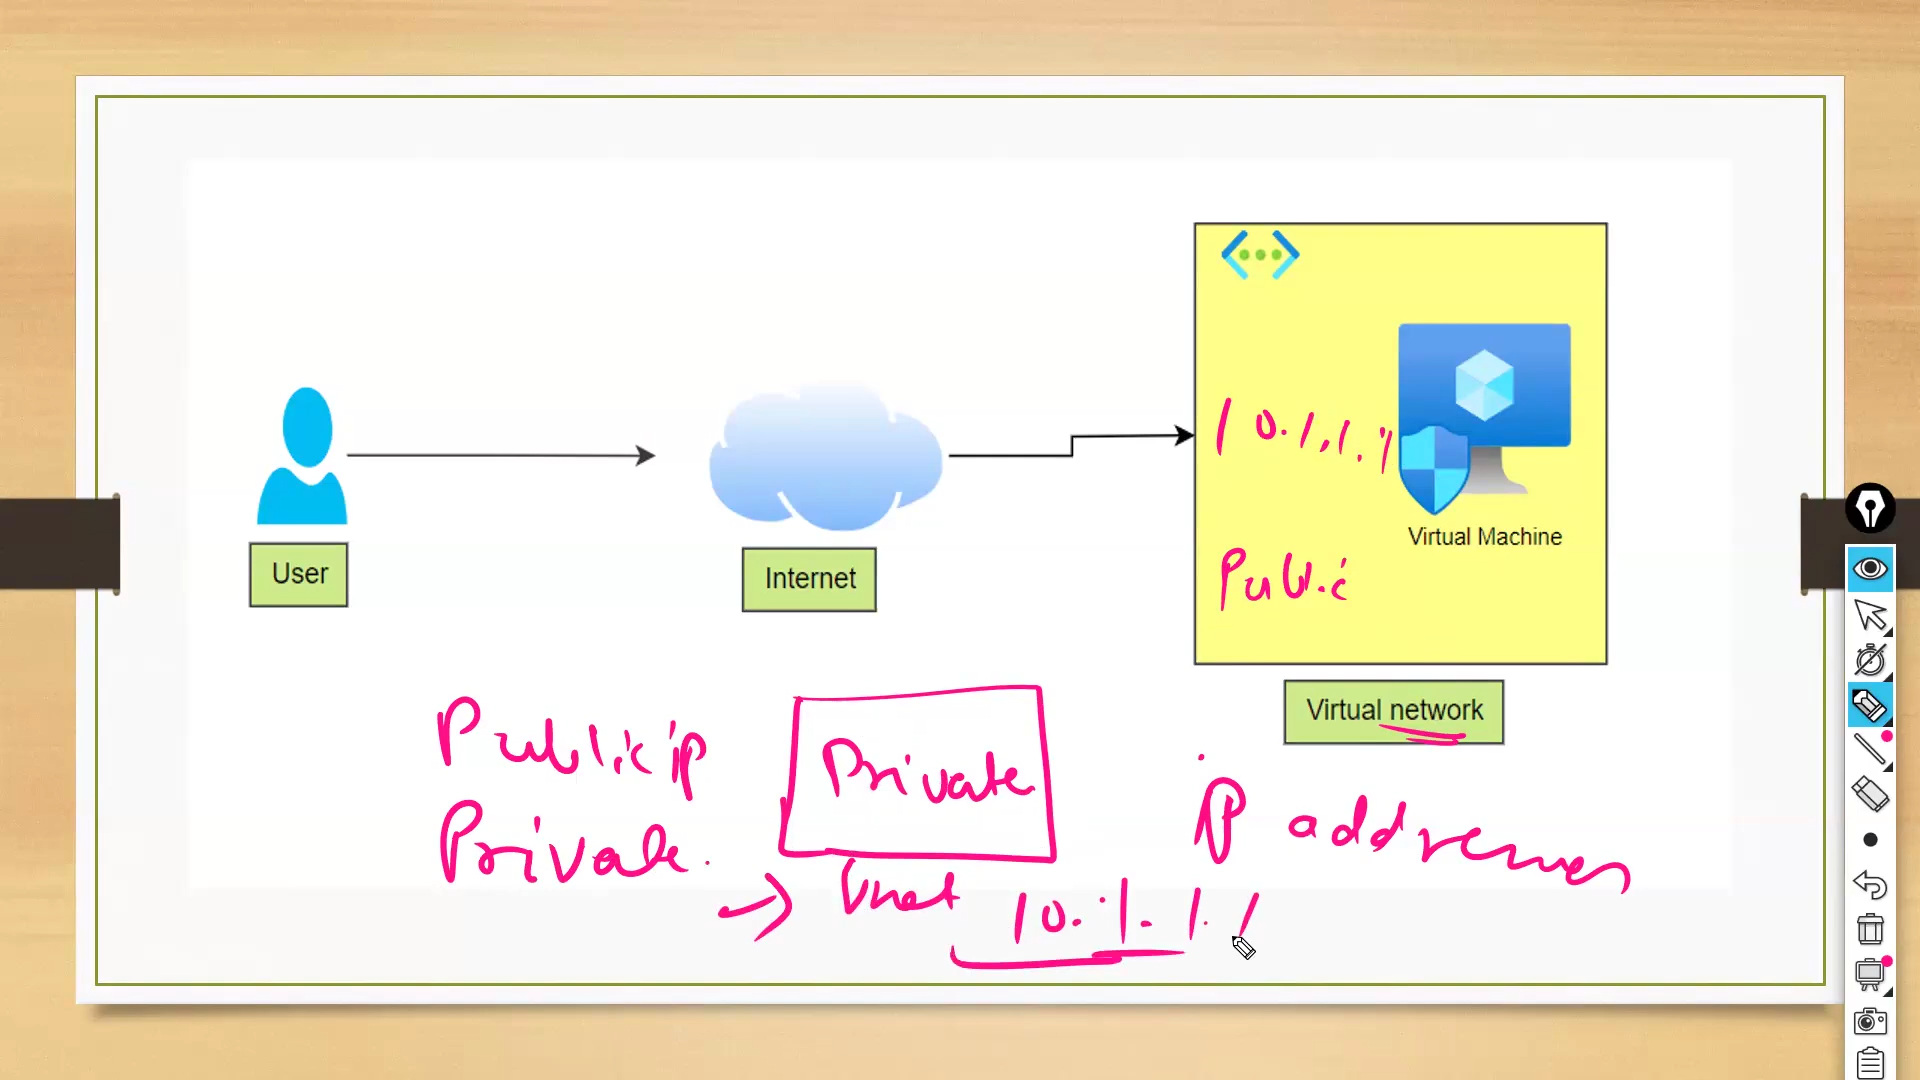 10.1.1.1
Virtual Machine
User
Internet
Public
Virtual network
Public ip
Private
ip addresses
Private.
Vnet
10.1.1.1